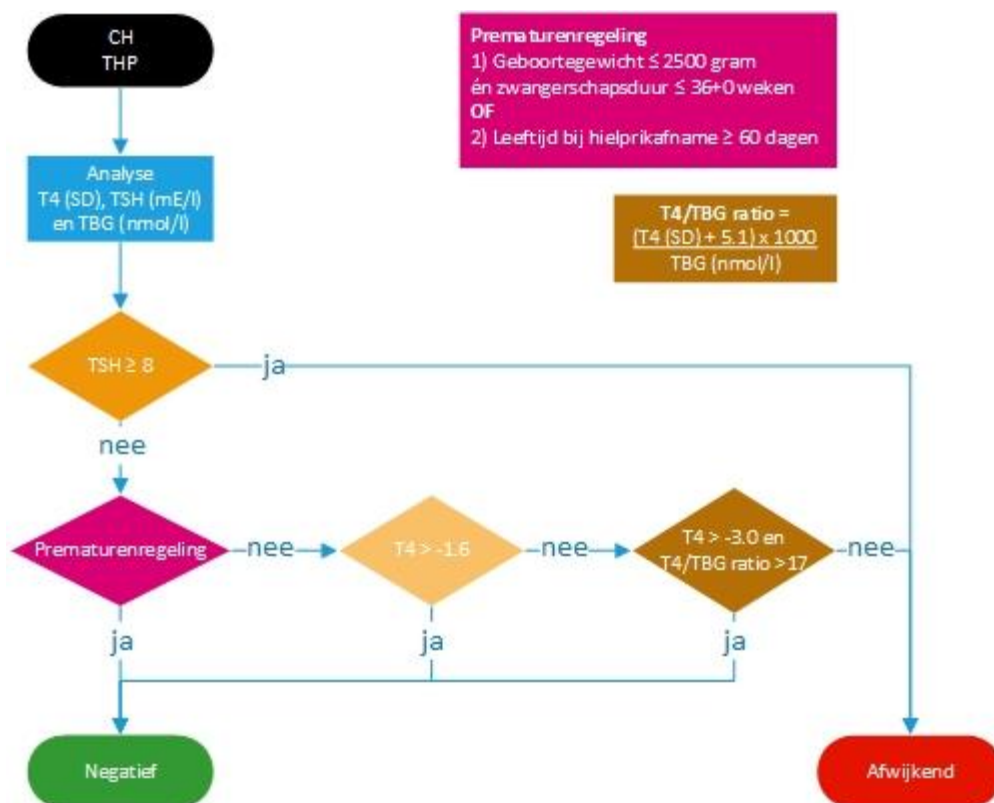 CH
THP
Prematurenregeling
1) Geboortegewicht ≤ 2500 gram
én zwangerschapsduur ≤ 36+0 weken
OF
2) Leeftijd bij hielprikafname ≥ 60 dagen
Analyse
T4 (SD), TSH (mE/l)
en TBG (nmol/l)
T4/TBG ratio =
(T4 (SD) + 5.1) x 1000
TBG (nmol/l)
TSH ≥ 8
ja
nee
Prematurenregeling
nee
T4 > -1.6
nee
T4 > -3.0 en
T4/TBG ratio >17
nee
ja
ja
ja
Negatief
Afwijkend